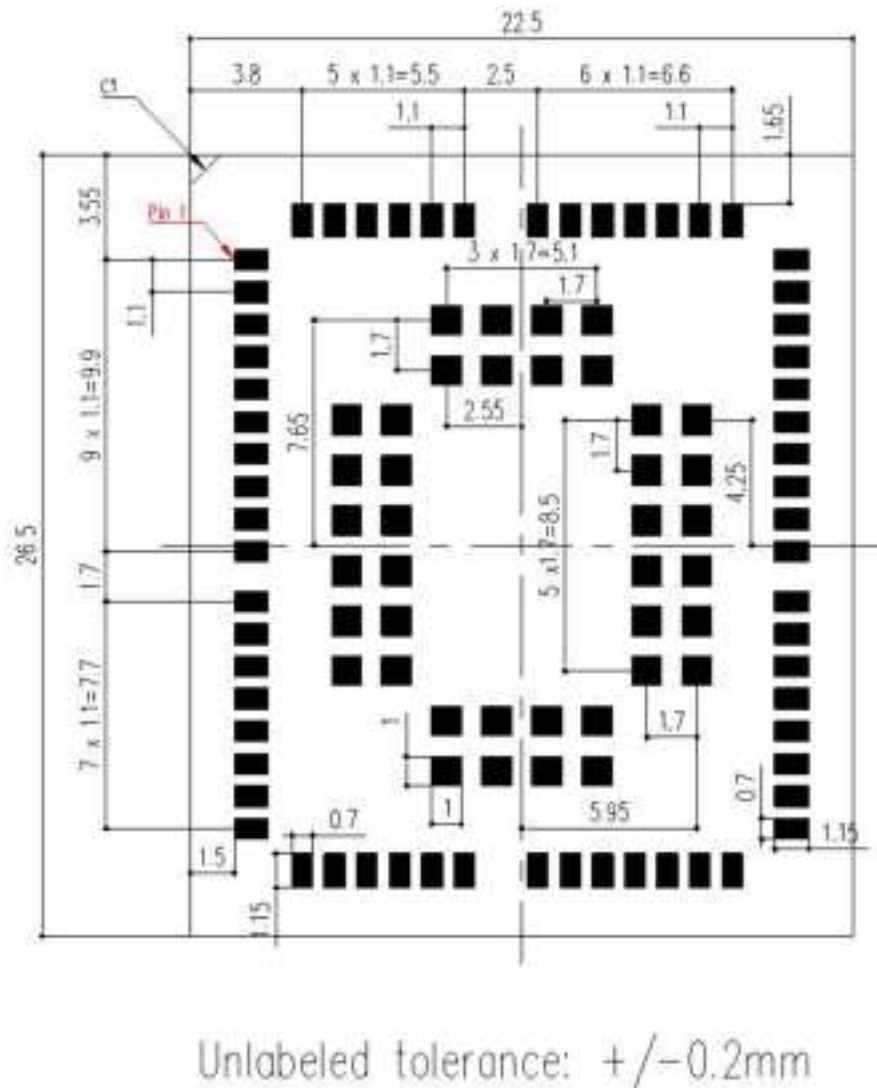 22.5
3.8 5 x 1.1=5.5 2.5 6 x 1.1=6.6
C1
1.1 1.1
1.65
3.55
Pin 1
3 x 1.7=5.1
1.1
1.7
1.7
9 x 1.1=9.9
7.65
2.55
1.7
4.25
26.5
5 x1.7=8.5
1.7
7 x 1.1=7.7
1
1.7
0.7
1
0.7
5.95
1.15
1.5
1.15
Unlabeled tolerance: +/-0.2mm